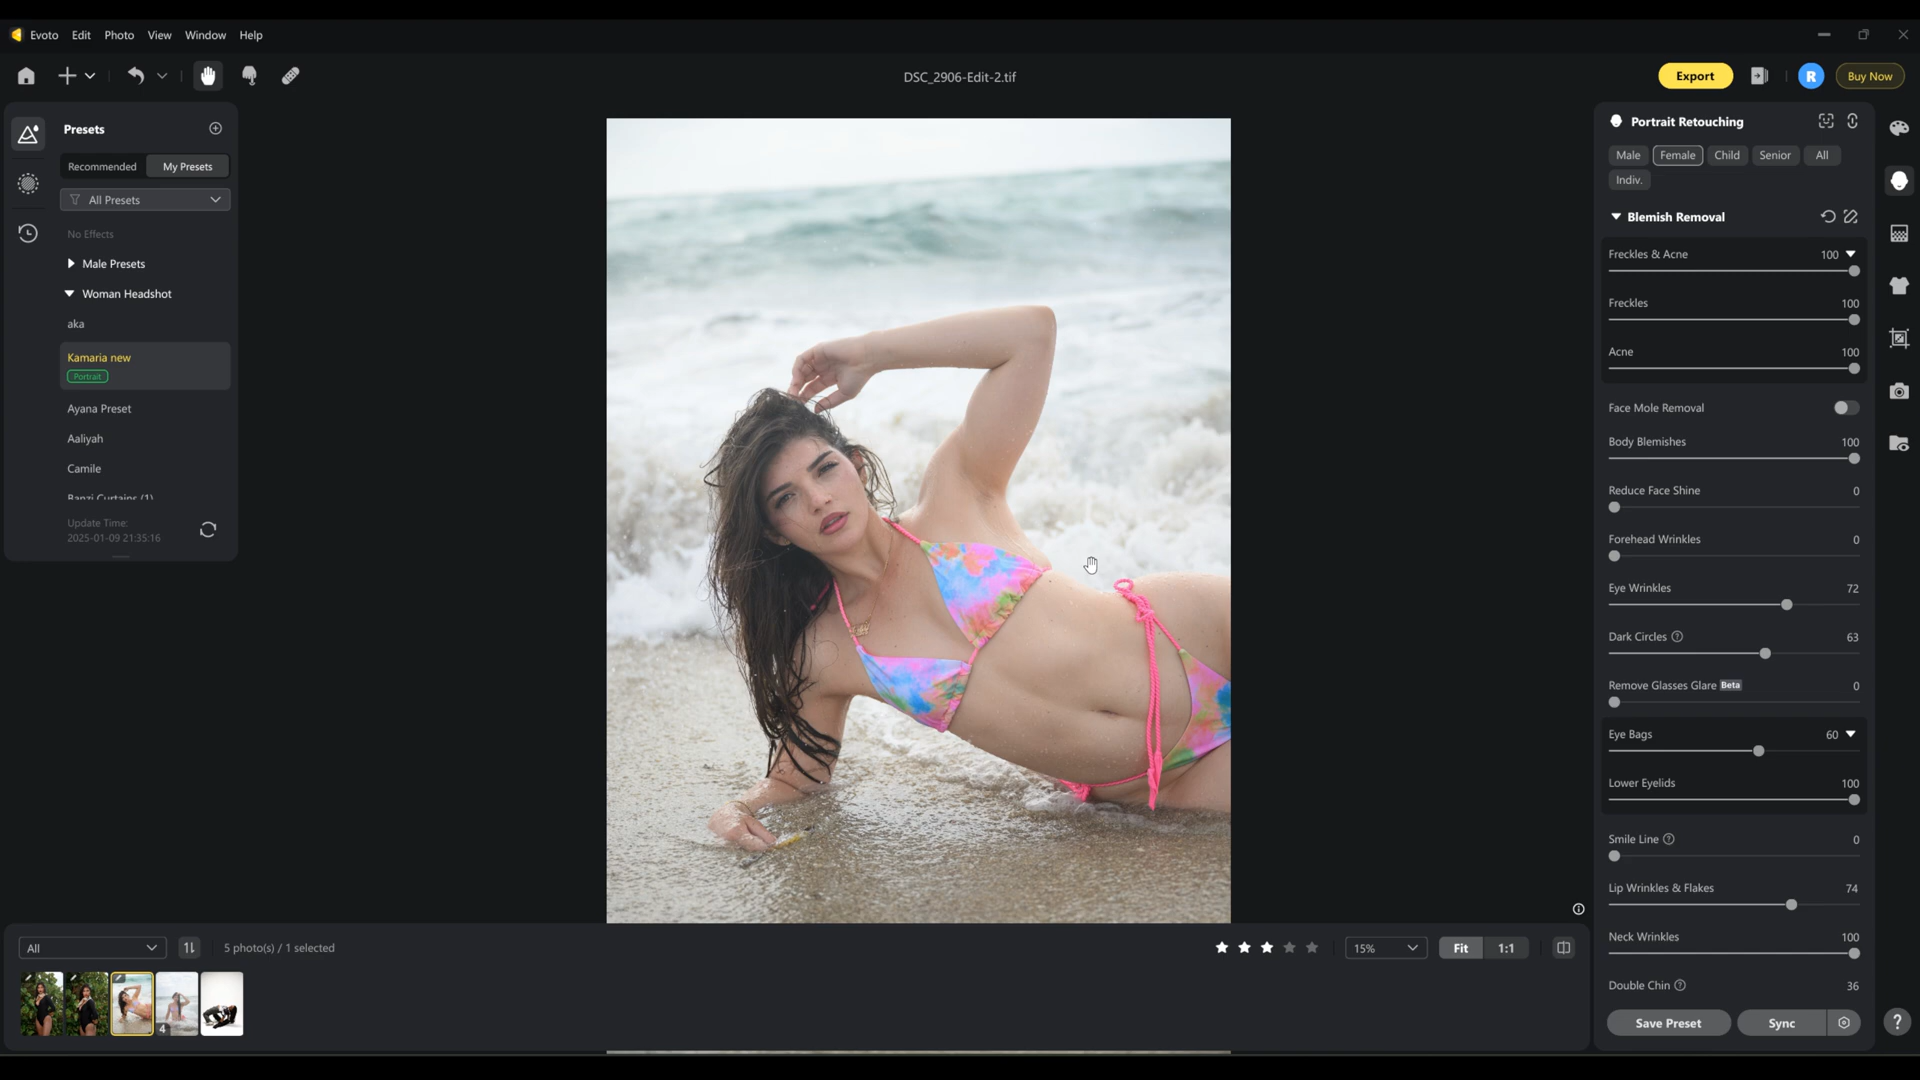 Evoto Edit Photo View Window Help
DSC_2906-Edit-2.tif
Export
R
Buy Now
Presets
Recommended My Presets
All Presets
No Effects
Male Presets
Woman Headshot
aka
Kamaria new
Portrait
Ayana Preset
Aaliyah
Camile
Banzi Curtains (1)
Update Time:
2025-01-09 21:35:16
Portrait Retouching
Male Female Child Senior All
Indiv.
Blemish Removal
Freckles & Acne 100
Freckles 100
Acne 100
Face Mole Removal
Body Blemishes 100
Reduce Face Shine 0
Forehead Wrinkles 0
Eye Wrinkles 72
Dark Circles ? 63
Remove Glasses Glare Beta 0
Eye Bags 60
Lower Eyelids 100
Smile Line ? 0
Lip Wrinkles & Flakes 74
Neck Wrinkles 100
Double Chin ? 36
Save Preset Sync ?
All 5 photo(s) / 1 selected 15% Fit 1:1
4